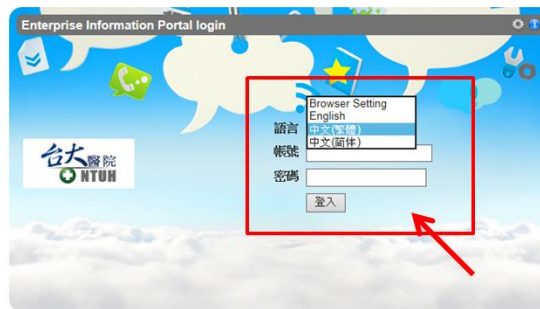 Enterprise Information Portal login
Browser Setting
English
語言 中文(繁體)
中文(简体)
帳號
密碼
登入
台大醫院
NTUH